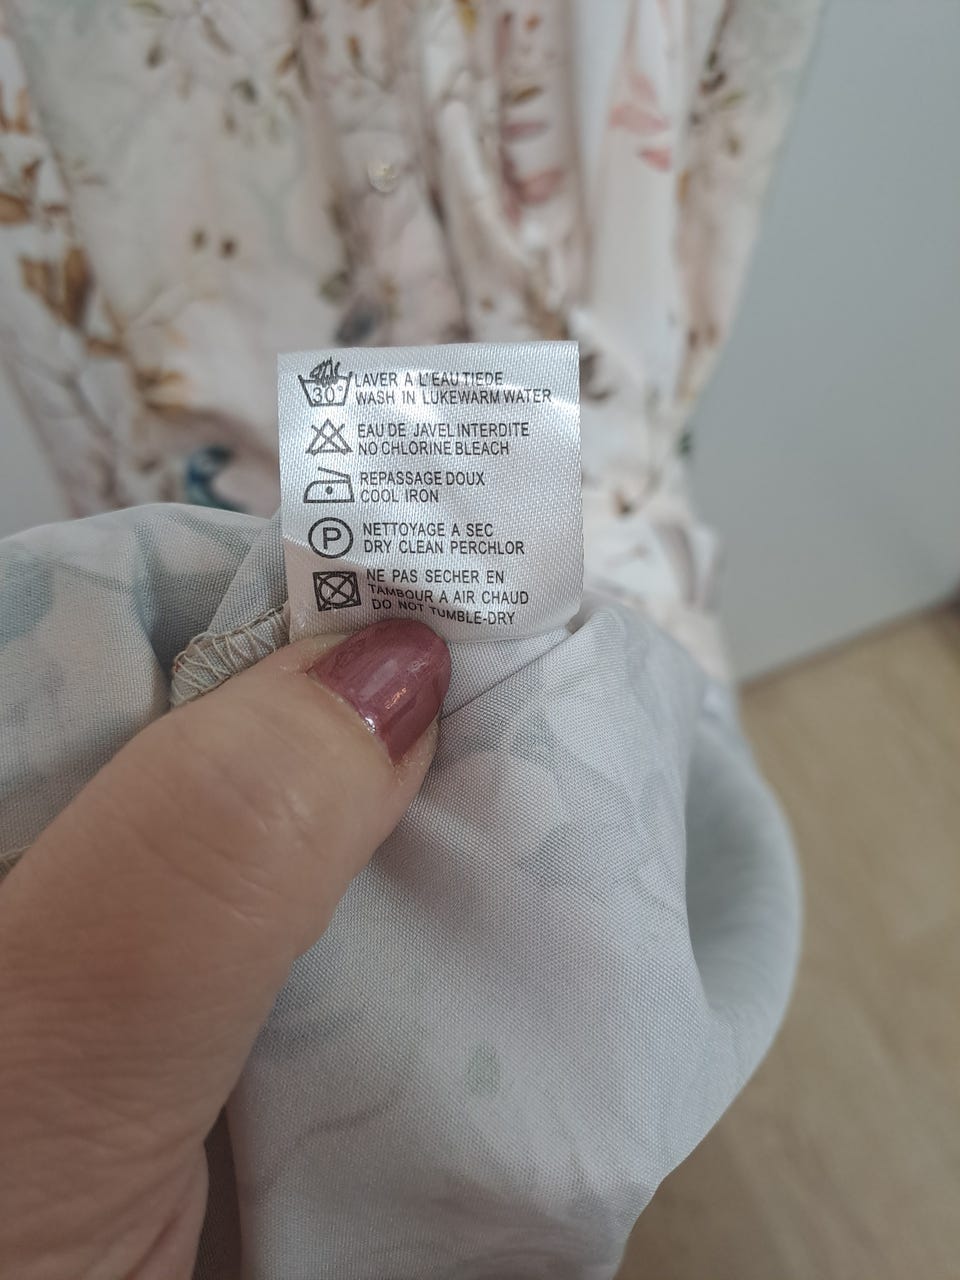 30°
LAVER A L'EAU TIEDE
WASH IN LUKEWARM WATER
EAU DE JAVEL INTERDITE
NO CHLORINE BLEACH
REPASSAGE DOUX
COOL IRON
P
NETTOYAGE A SEC
DRY CLEAN PERCHLOR
NE PAS SECHER EN
TAMBOUR A AIR CHAUD
DO NOT TUMBLE-DRY